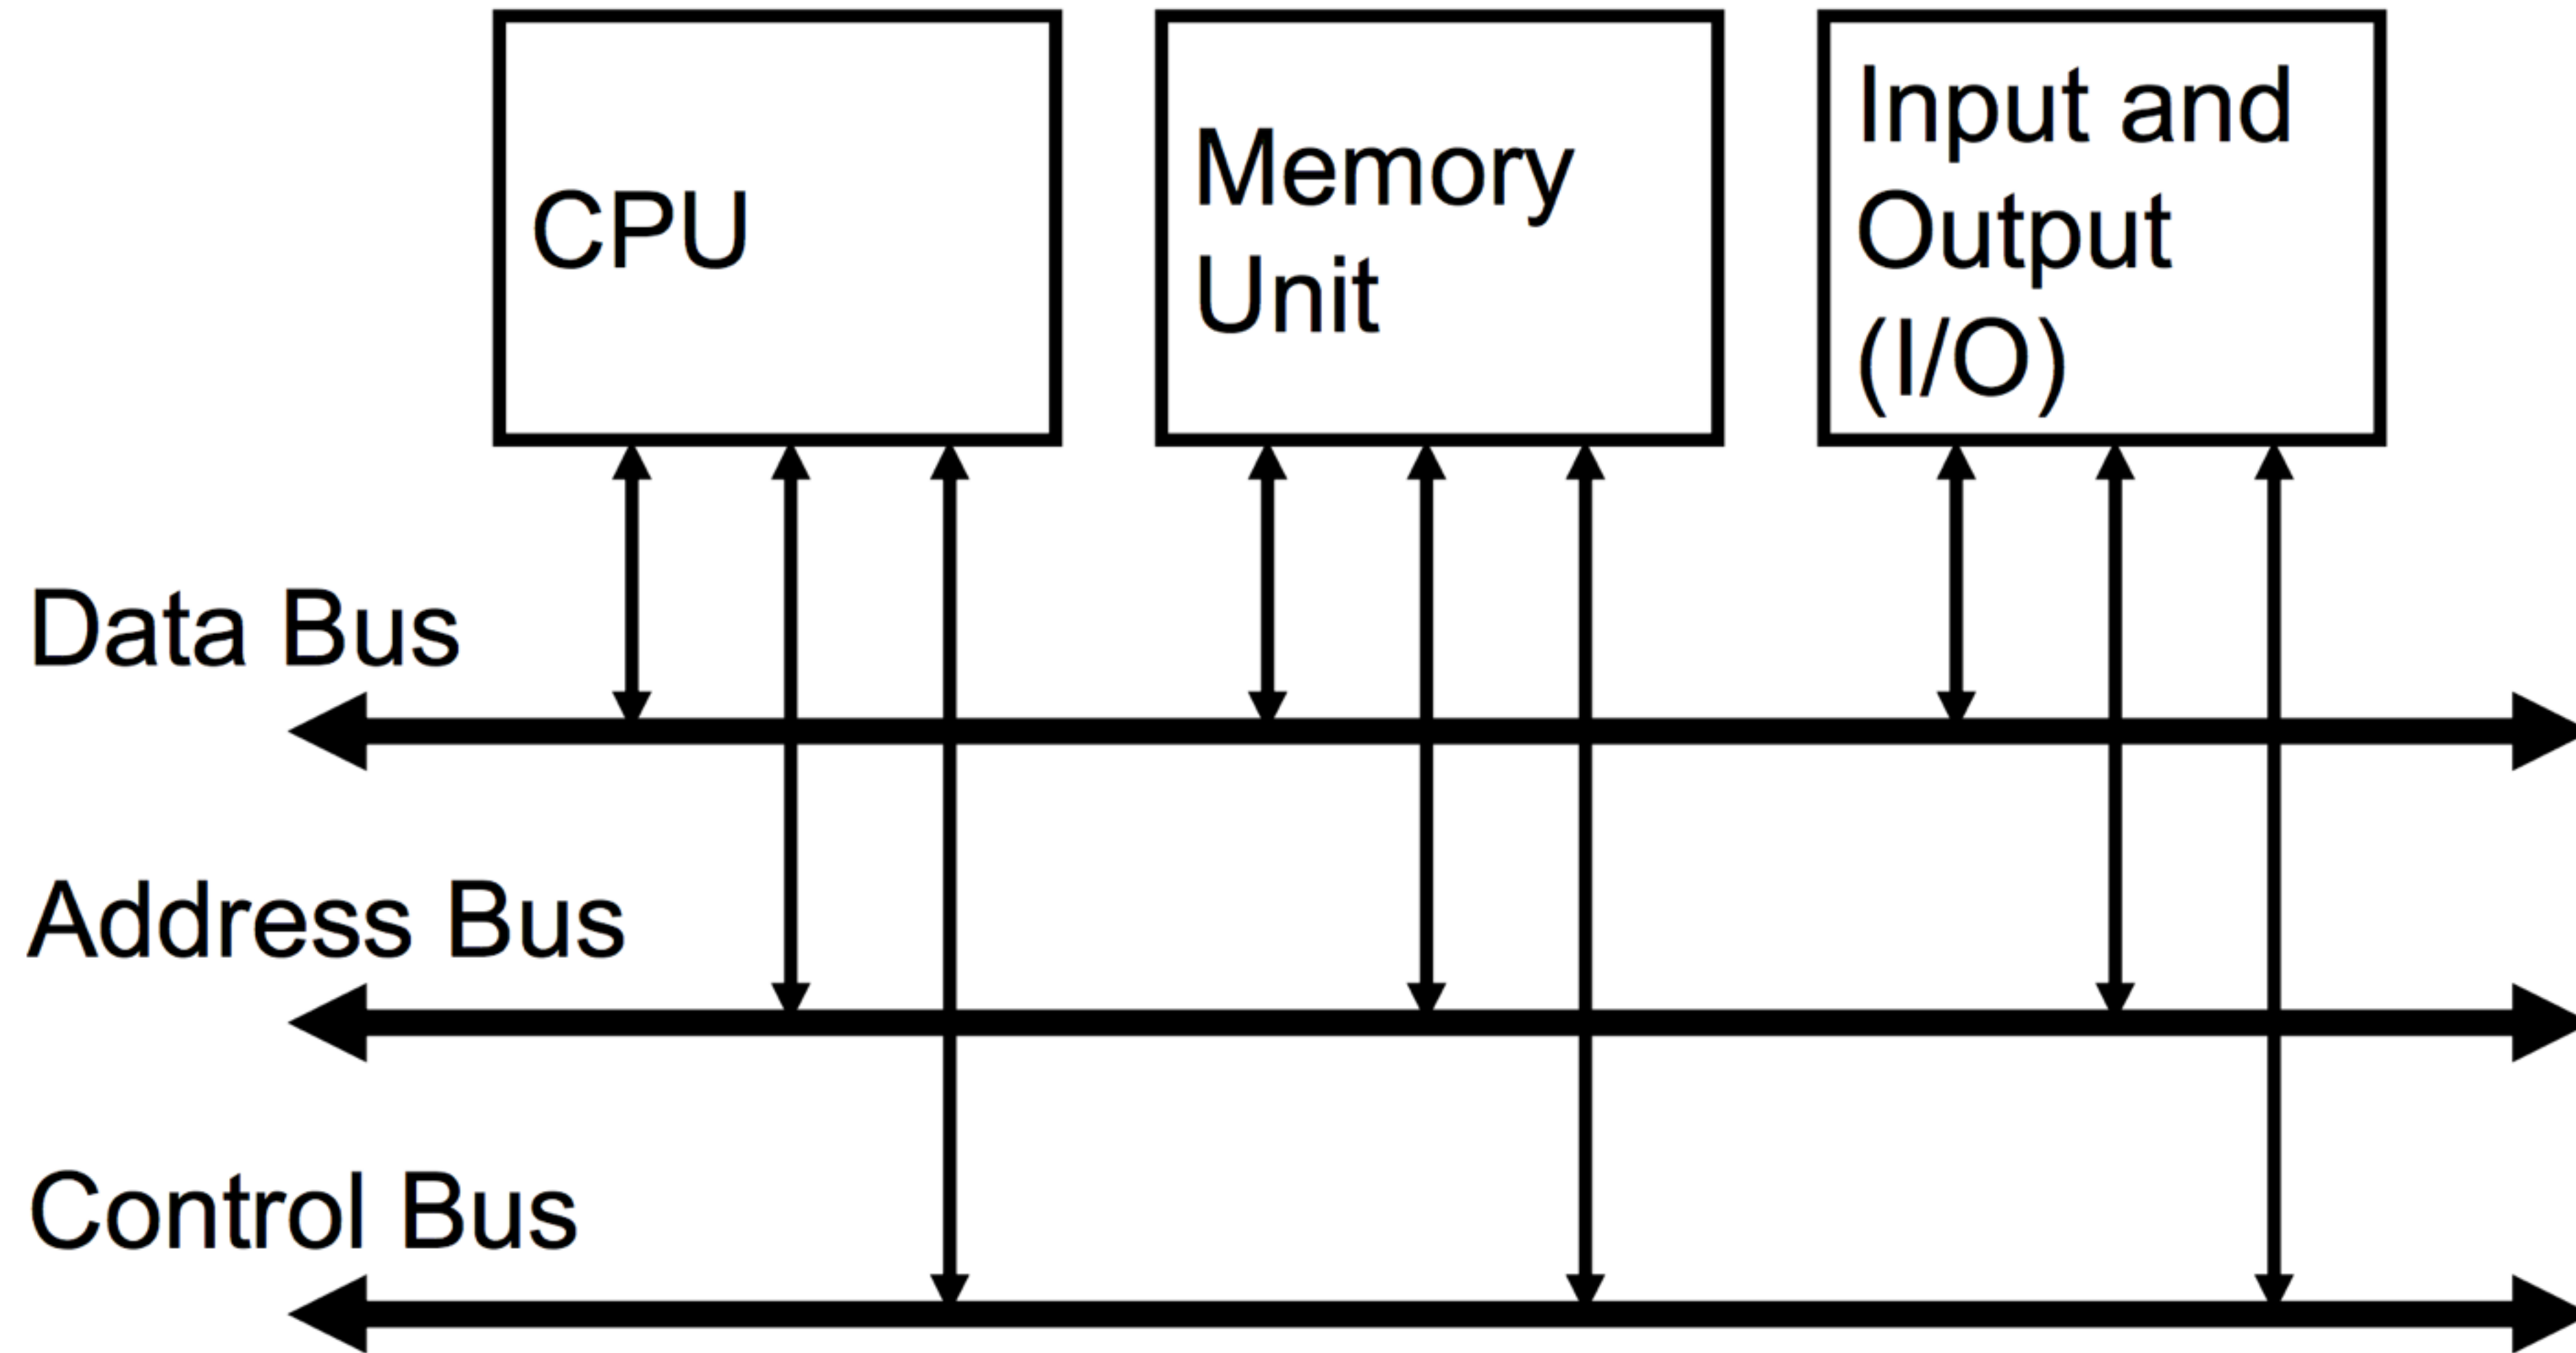 CPU
Memory
Unit
Input and
Output
(I/O)
Data Bus
Address Bus
Control Bus